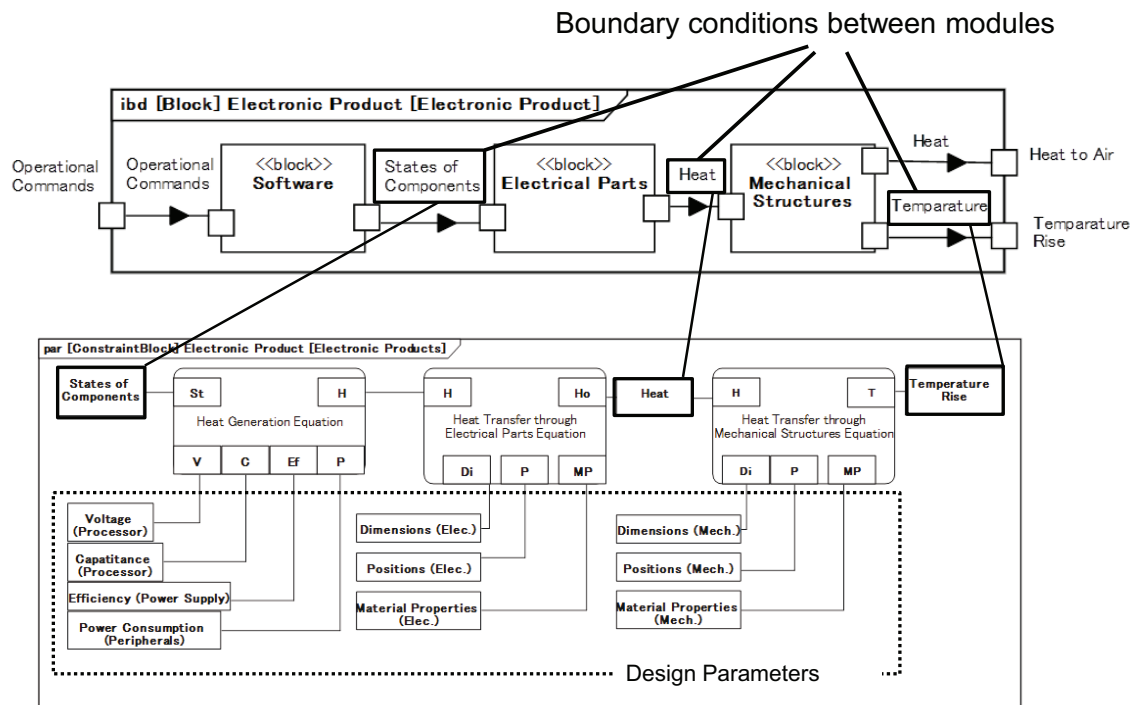 Boundary conditions between modules
ibd [Block] Electronic Product [Electronic Product]
Operational
Commands
Operational
Commands
<<block>>
Software
States of
Components
<<block>>
Electrical Parts
Heat
<<block>>
Mechanical
Structures
Heat
Heat to Air
Temparature
Temparature
Rise
par [ConstraintBlock] Electronic Product [Electronic Products]
States of
Components
St
H
Heat Generation Equation
V
C
Ef
P
H
Ho
Heat Transfer through
Electrical Parts Equation
Di
P
MP
Heat
H
T
Heat Transfer through
Mechanical Structures Equation
Di
P
MP
Temperature
Rise
Voltage
(Processor)
Capatitance
(Processor)
Efficiency (Power Supply)
Power Consumption
(Peripherals)
Dimensions (Elec.)
Positions (Elec.)
Material Properties
(Elec.)
Dimensions (Mech.)
Positions (Mech.)
Material Properties
(Mech.)
Design Parameters